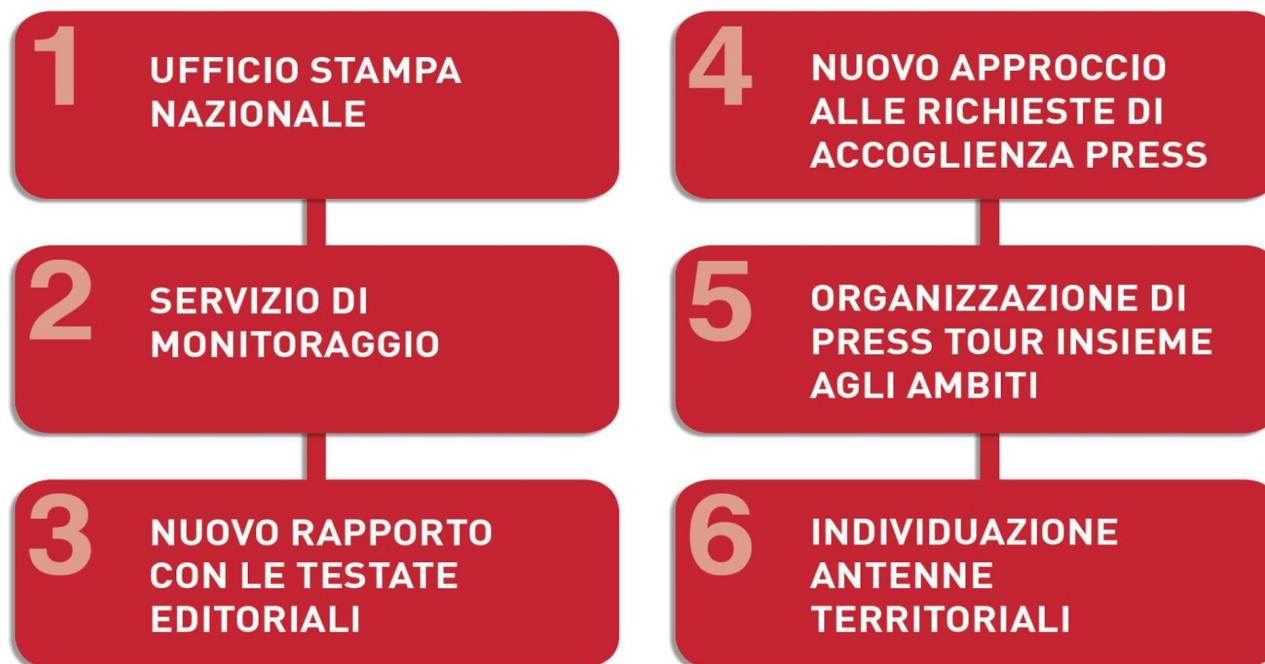 1
UFFICIO STAMPA
NAZIONALE
2
SERVIZIO DI
MONITORAGGIO
3
NUOVO RAPPORTO
CON LE TESTATE
EDITORIALI
4
NUOVO APPROCCIO
ALLE RICHIESTE DI
ACCOGLIENZA PRESS
5
ORGANIZZAZIONE DI
PRESS TOUR INSIEME
AGLI AMBITI
6
INDIVIDUAZIONE
ANTENNE
TERRITORIALI